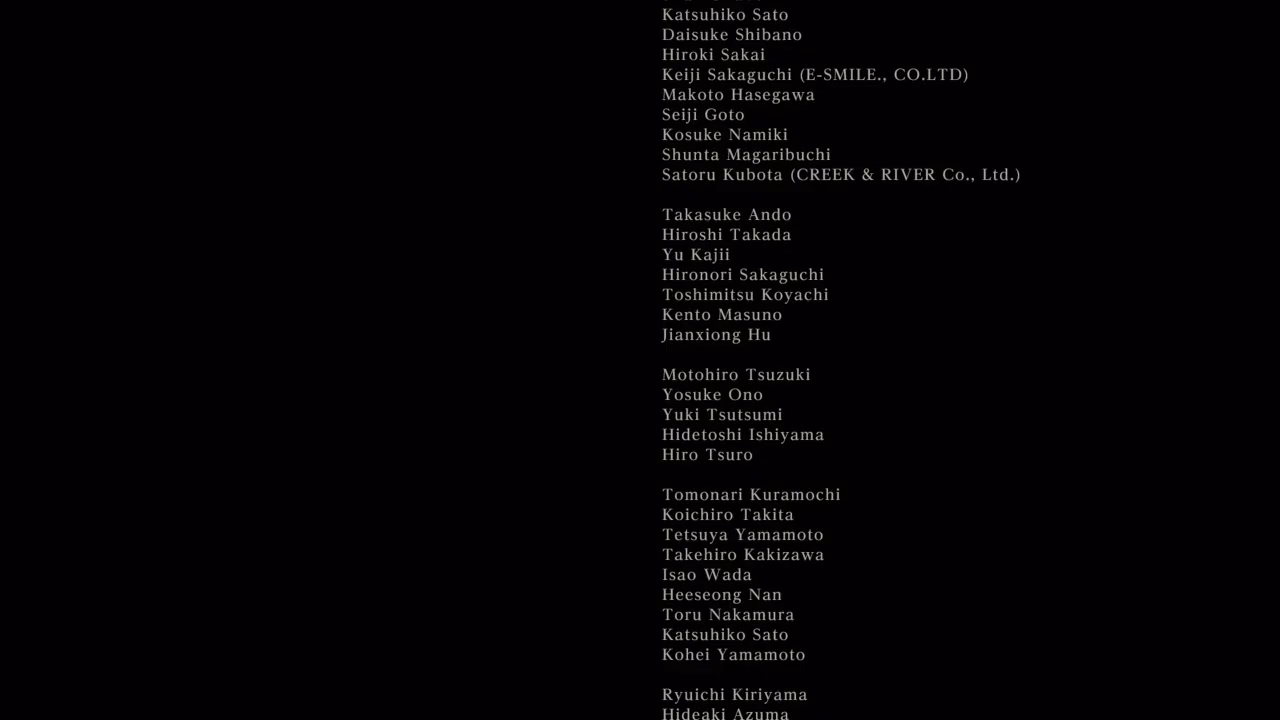 Katsuhiko Sato
Daisuke Shibano
Hiroki Sakai
Keiji Sakaguchi (E-SMILE., CO.LTD)
Makoto Hasegawa
Seiji Goto
Kosuke Namiki
Shunta Magaribuchi
Satoru Kubota (CREEK & RIVER Co., Ltd.)
Takasuke Ando
Hiroshi Takada
Yu Kajii
Hironori Sakaguchi
Toshimitsu Koyachi
Kento Masuno
Jianxiong Hu
Motohiro Tsuzuki
Yosuke Ono
Yuki Tsutsumi
Hidetoshi Ishiyama
Hiro Tsuro
Tomonari Kuramochi
Koichiro Takita
Tetsuya Yamamoto
Takehiro Kakizawa
Isao Wada
Heeseong Nan
Toru Nakamura
Katsuhiko Sato
Kohei Yamamoto
Ryuichi Kiriyama
Hideaki Azuma